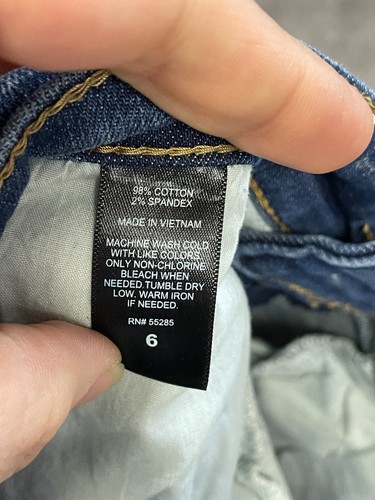 98% COTTON
2% SPANDEX
MADE IN VIETNAM
MACHINE WASH COLD
WITH LIKE COLORS.
ONLY NON-CHLORINE
BLEACH WHEN
NEEDED TUMBLE DRY
LOW. WARM IRON
IF NEEDED.
RN# 55285
6